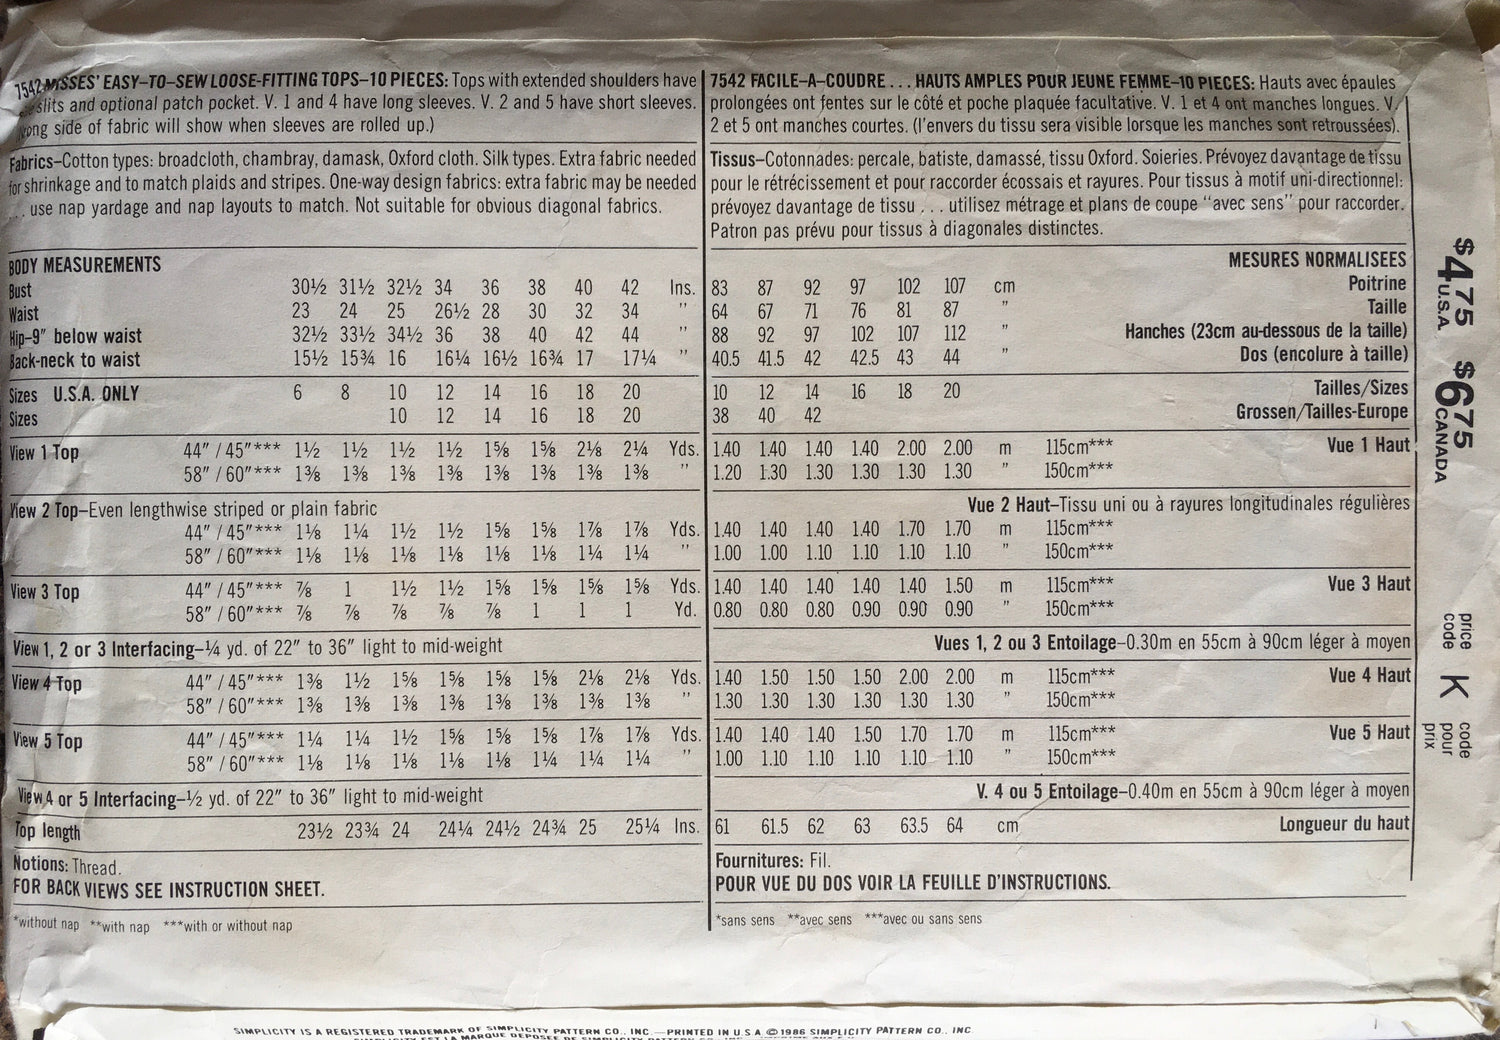 7542 MISSES' EASY–TO–SEW LOOSE-FITTING TOPS–10 PIECES: Tops with extended shoulders have
slits and optional patch pocket. V. 1 and 4 have long sleeves. V. 2 and 5 have short sleeves.
side of fabric will show when sleeves are rolled up.)
Fabrics–Cotton types: broadcloth, chambray, damask, Oxford cloth. Silk types. Extra fabric needed
for shrinkage and to match plaids and stripes. One-way design fabrics: extra fabric may be needed
... use nap yardage and nap layouts to match. Not suitable for obvious diagonal fabrics.
BODY MEASUREMENTS
Bust 30½ 31½ 32½ 34 36 38 40 42 Ins.
Waist 23 24 25 26½ 28 30 32 34 "
Hip–9" below waist 32½ 33½ 34½ 36 38 40 42 44 "
Back-neck to waist 15½ 15¾ 16 16¼ 16½ 16¾ 17 17¼ "
Sizes U.S.A. ONLY 6 8 10 12 14 16 18 20
Sizes 10 12 14 16 18 20
View 1 Top 44" / 45"*** 1½ 1½ 1½ 1½ 1⅝ 1⅝ 2⅛ 2¼ Yds.
58" / 60"*** 1⅜ 1⅜ 1⅜ 1⅜ 1⅜ 1⅜ 1⅜ 1⅜ "
View 2 Top–Even lengthwise striped or plain fabric
44" / 45"*** 1⅛ 1¼ 1½ 1½ 1⅝ 1⅝ 1⅞ 1⅞ Yds.
58" / 60"*** 1⅛ 1⅛ 1⅛ 1⅛ 1⅛ 1⅛ 1¼ 1¼ "
View 3 Top 44" / 45"*** ⅞ 1 1½ 1½ 1⅝ 1⅝ 1⅝ 1⅝ Yds.
58" / 60"*** ⅞ ⅞ ⅞ ⅞ ⅞ 1 1 1 Yd.
View 1, 2 or 3 Interfacing–¼ yd. of 22" to 36" light to mid-weight
View 4 Top 44" / 45"*** 1⅜ 1½ 1⅝ 1⅝ 1⅝ 1⅝ 2⅛ 2⅛ Yds.
58" / 60"*** 1⅜ 1⅜ 1⅜ 1⅜ 1⅜ 1⅜ 1⅜ 1⅜ "
View 5 Top 44" / 45"*** 1¼ 1¼ 1½ 1⅝ 1⅝ 1⅝ 1⅞ 1⅞ Yds.
58" / 60"*** 1⅛ 1⅛ 1⅛ 1⅛ 1⅛ 1¼ 1¼ 1¼ "
View 4 or 5 Interfacing–½ yd. of 22" to 36" light to mid-weight
Top length 23½ 23¾ 24 24¼ 24½ 24¾ 25 25¼ Ins.
Notions: Thread.
FOR BACK VIEWS SEE INSTRUCTION SHEET.
*without nap **with nap ***with or without nap
7542 FACILE–A–COUDRE . . . HAUTS AMPLES POUR JEUNE FEMME–10 PIECES: Hauts avec épaules
prolongées ont fentes sur le côté et poche plaquée facultative. V. 1 et 4 ont manches longues. V.
2 et 5 ont manches courtes. (l'envers du tissu sera visible lorsque les manches sont retroussées).
Tissus–Cotonnades: percale, batiste, damassé, tissu Oxford. Soieries. Prévoyez davantage de tissu
pour le rétrécissement et pour raccorder écossais et rayures. Pour tissus à motif uni-directionnel:
prévoyez davantage de tissu . . . utilisez métrage et plans de coupe "avec sens" pour raccorder.
Patron pas prévu pour tissus à diagonales distinctes.
MESURES NORMALISEES
83 87 92 97 102 107 cm Poitrine
64 67 71 76 81 87 " Taille
88 92 97 102 107 112 " Hanches (23cm au-dessous de la taille)
40.5 41.5 42 42.5 43 44 " Dos (encolure à taille)
10 12 14 16 18 20 Tailles/Sizes
38 40 42 Grossen/Tailles-Europe
1.40 1.40 1.40 1.40 2.00 2.00 m 115cm*** Vue 1 Haut
1.20 1.30 1.30 1.30 1.30 1.30 " 150cm***
Vue 2 Haut–Tissu uni ou à rayures longitudinales régulières
1.40 1.40 1.40 1.40 1.70 1.70 m 115cm***
1.00 1.00 1.10 1.10 1.10 1.10 " 150cm***
1.40 1.40 1.40 1.40 1.40 1.50 m 115cm*** Vue 3 Haut
0.80 0.80 0.80 0.90 0.90 0.90 " 150cm***
Vues 1, 2 ou 3 Entoilage–0.30m en 55cm à 90cm léger à moyen
1.40 1.50 1.50 1.50 2.00 2.00 m 115cm*** Vue 4 Haut
1.30 1.30 1.30 1.30 1.30 1.30 " 150cm***
1.40 1.40 1.40 1.50 1.70 1.70 m 115cm*** Vue 5 Haut
1.00 1.10 1.10 1.10 1.10 1.10 " 150cm***
V. 4 ou 5 Entoilage–0.40m en 55cm à 90cm léger à moyen
61 61.5 62 63 63.5 64 cm Longueur du haut
Fournitures: Fil.
POUR VUE DU DOS VOIR LA FEUILLE D'INSTRUCTIONS.
*sans sens **avec sens ***avec ou sans sens
$4.75 U.S.A. $6.75 CANADA
price code K code pour prix
SIMPLICITY IS A REGISTERED TRADEMARK OF SIMPLICITY PATTERN CO., INC.—PRINTED IN U.S.A. © 1986 SIMPLICITY PATTERN CO., INC
SIMPLICITY EST LA MARQUE DEPOSEE DE SIMPLICITY PATTERN CO., INC.